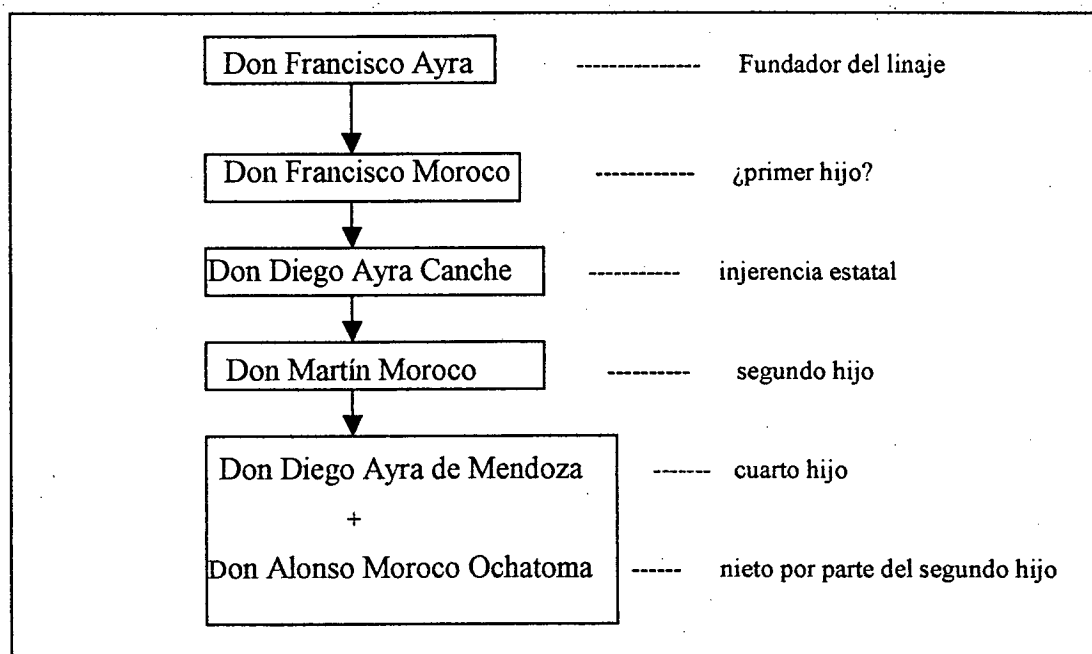 Don Francisco Ayra ------------- Fundador del linaje
Don Francisco Moroco ----------- ¿primer hijo?
Don Diego Ayra Canche ---------- injerencia estatal
Don Martín Moroco --------- segundo hijo
Don Diego Ayra de Mendoza ------- cuarto hijo
+
Don Alonso Moroco Ochatoma ------ nieto por parte del segundo hijo